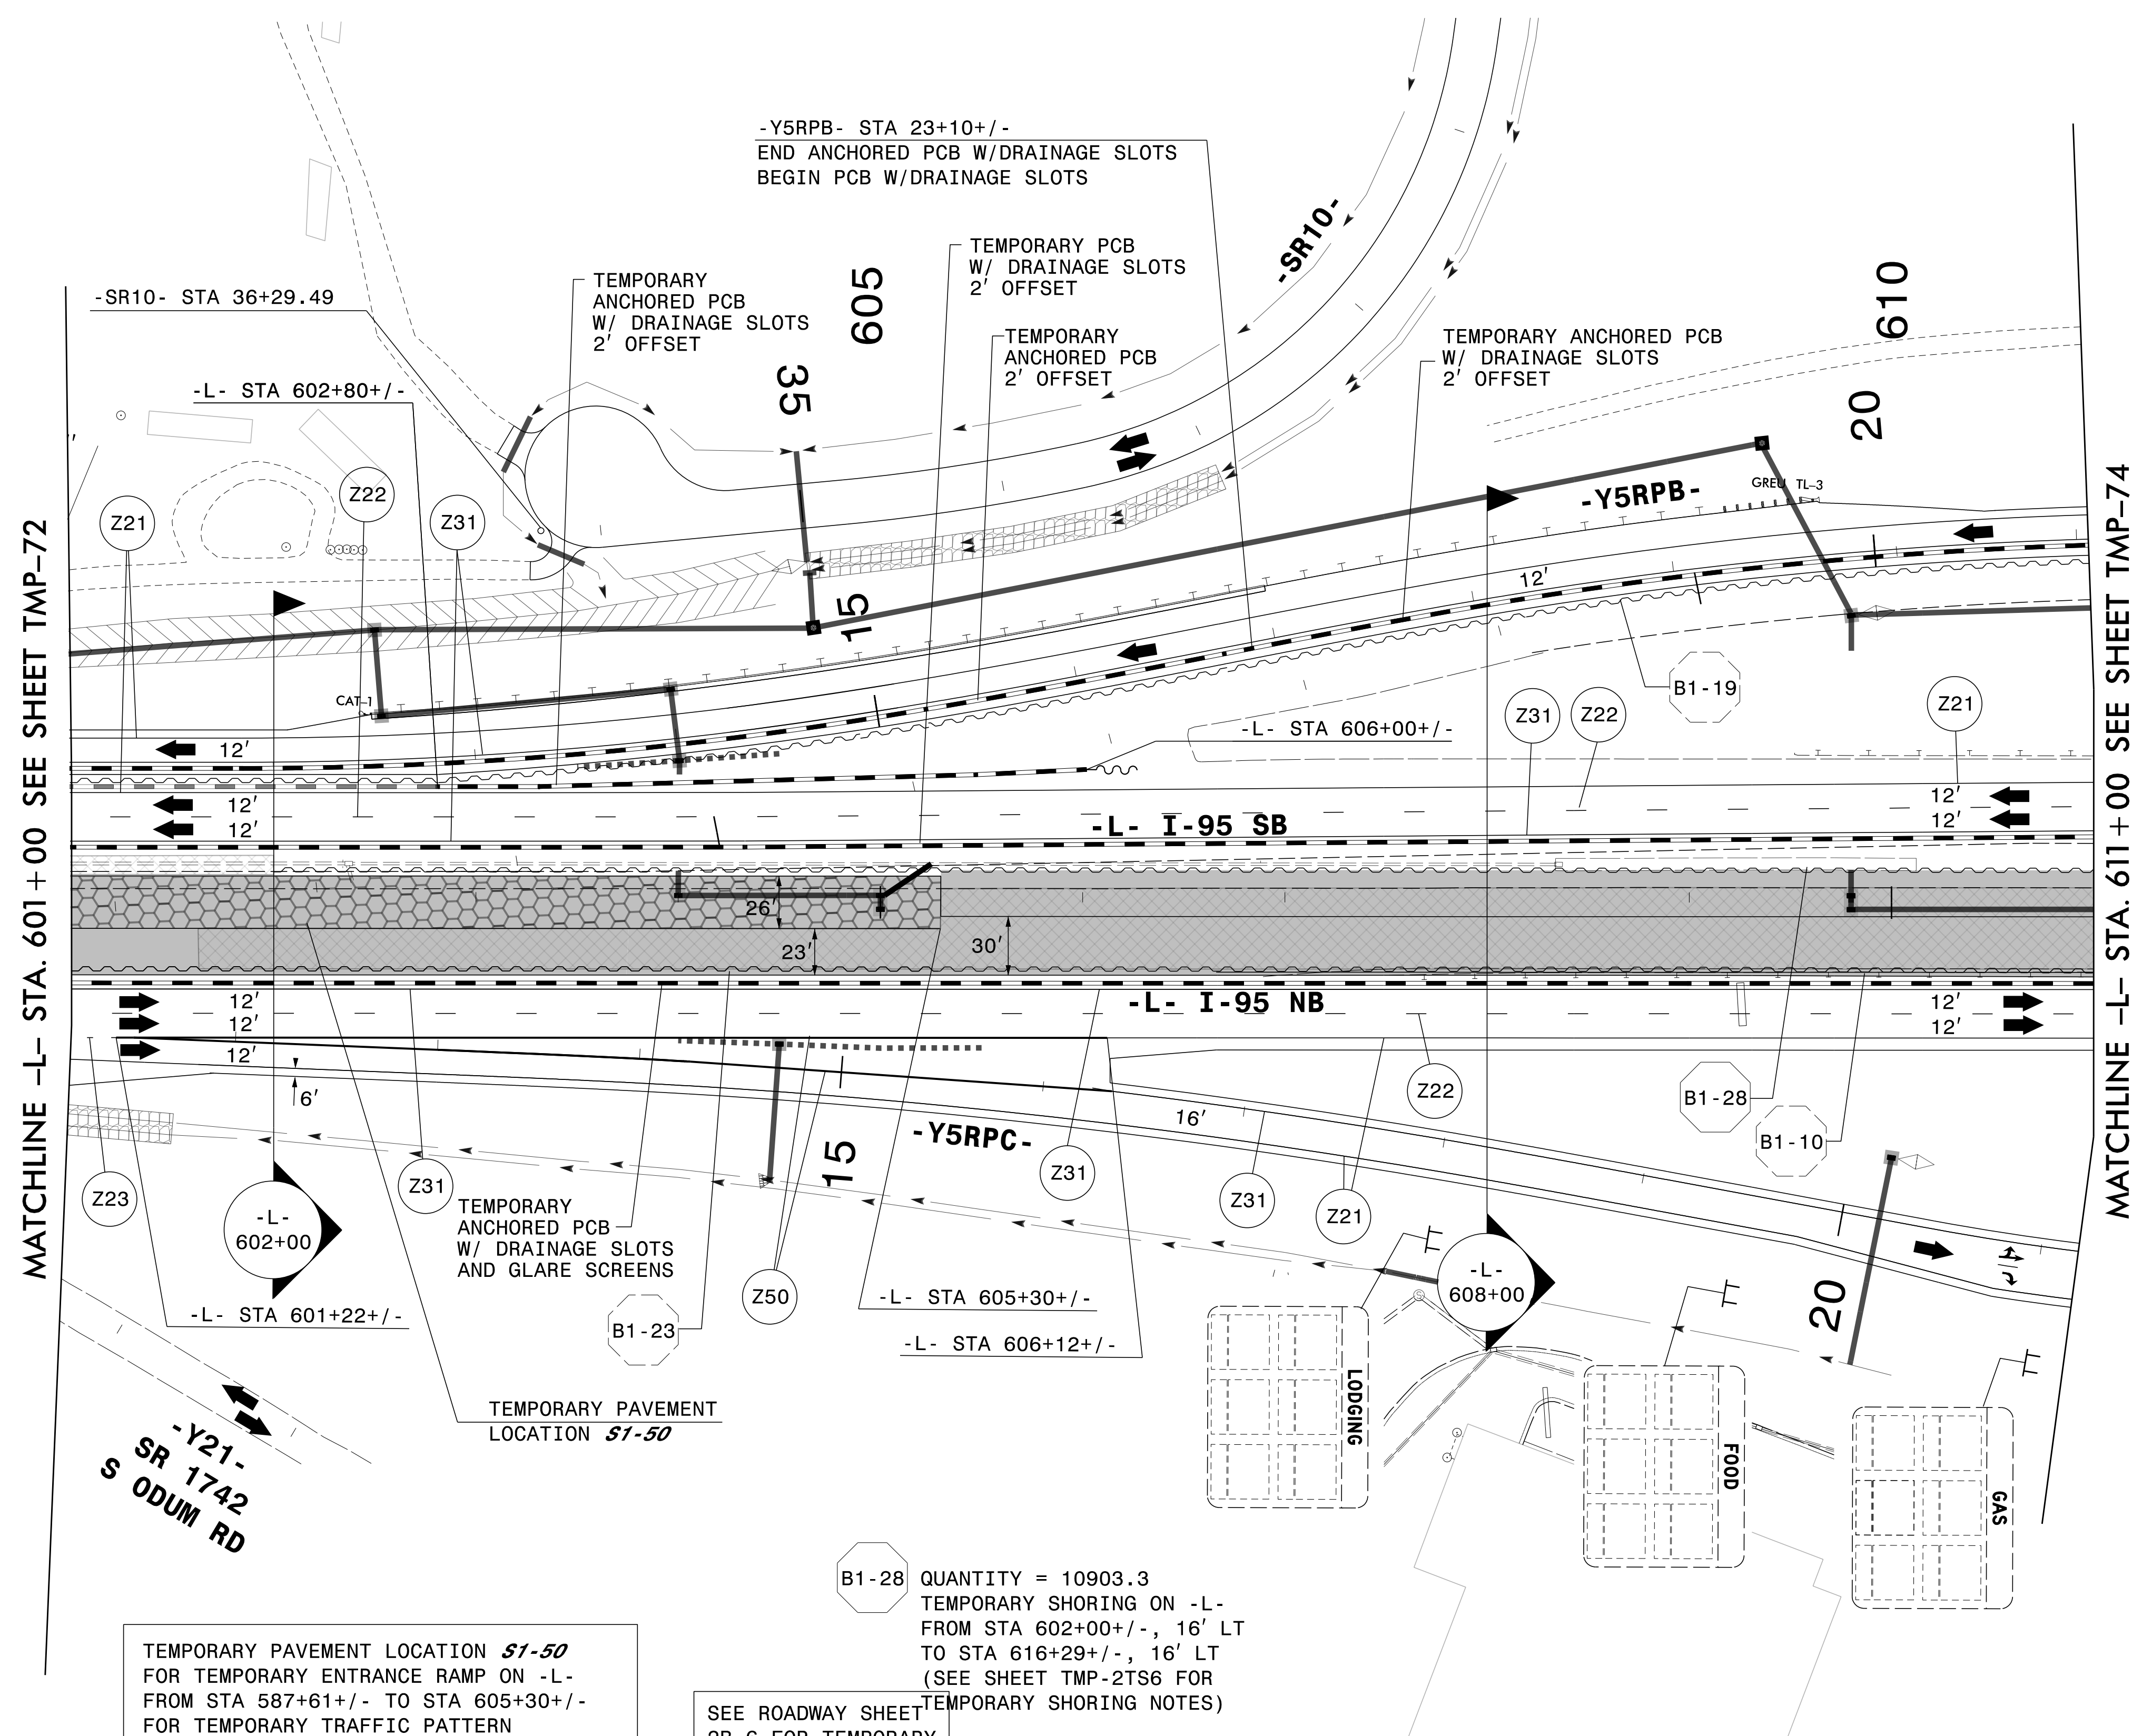 -Y5RPB- STA 23+10+/-
END ANCHORED PCB W/DRAINAGE SLOTS
BEGIN PCB W/DRAINAGE SLOTS
-SR10-
TEMPORARY PCB
W/ DRAINAGE SLOTS
2' OFFSET
605
610
TEMPORARY
ANCHORED PCB
W/ DRAINAGE SLOTS
2' OFFSET
-SR10- STA 36+29.49
TEMPORARY
ANCHORED PCB
2' OFFSET
TEMPORARY ANCHORED PCB
W/ DRAINAGE SLOTS
2' OFFSET
35
20
-L- STA 602+80+/-
Z22
Z21
Z31
GREU TL-3
-Y5RPB-
12'
15
CAT-1
B1-19
Z31
Z22
Z21
-L- STA 606+00+/-
12'
12'
12'
-L- I-95 SB
12'
12'
MATCHLINE -L- STA. 601+00 SEE SHEET TMP-72
MATCHLINE -L- STA. 611+00 SEE SHEET TMP-74
26'
23'
30'
12'
12'
12'
-L- I-95 NB
12'
12'
6'
16'
-Y5RPC-
15
Z22
B1-28
B1-10
Z23
Z31
Z31
Z31
Z21
-L-
602+00
TEMPORARY
ANCHORED PCB
W/ DRAINAGE SLOTS
AND GLARE SCREENS
Z50
-L-
608+00
20
-L- STA 605+30+/-
-L- STA 601+22+/-
B1-23
-L- STA 606+12+/-
TEMPORARY PAVEMENT
LOCATION S1-50
LODGING
FOOD
GAS
-Y21-
SR 1742
S ODUM RD
B1-28
QUANTITY = 10903.3
TEMPORARY SHORING ON -L-
FROM STA 602+00+/-, 16' LT
TO STA 616+29+/-, 16' LT
(SEE SHEET TMP-2TS6 FOR
TEMPORARY SHORING NOTES)
TEMPORARY PAVEMENT LOCATION S1-50
FOR TEMPORARY ENTRANCE RAMP ON -L-
FROM STA 587+61+/- TO STA 605+30+/-
FOR TEMPORARY TRAFFIC PATTERN
SEE ROADWAY SHEET
FOR TEMPORARY